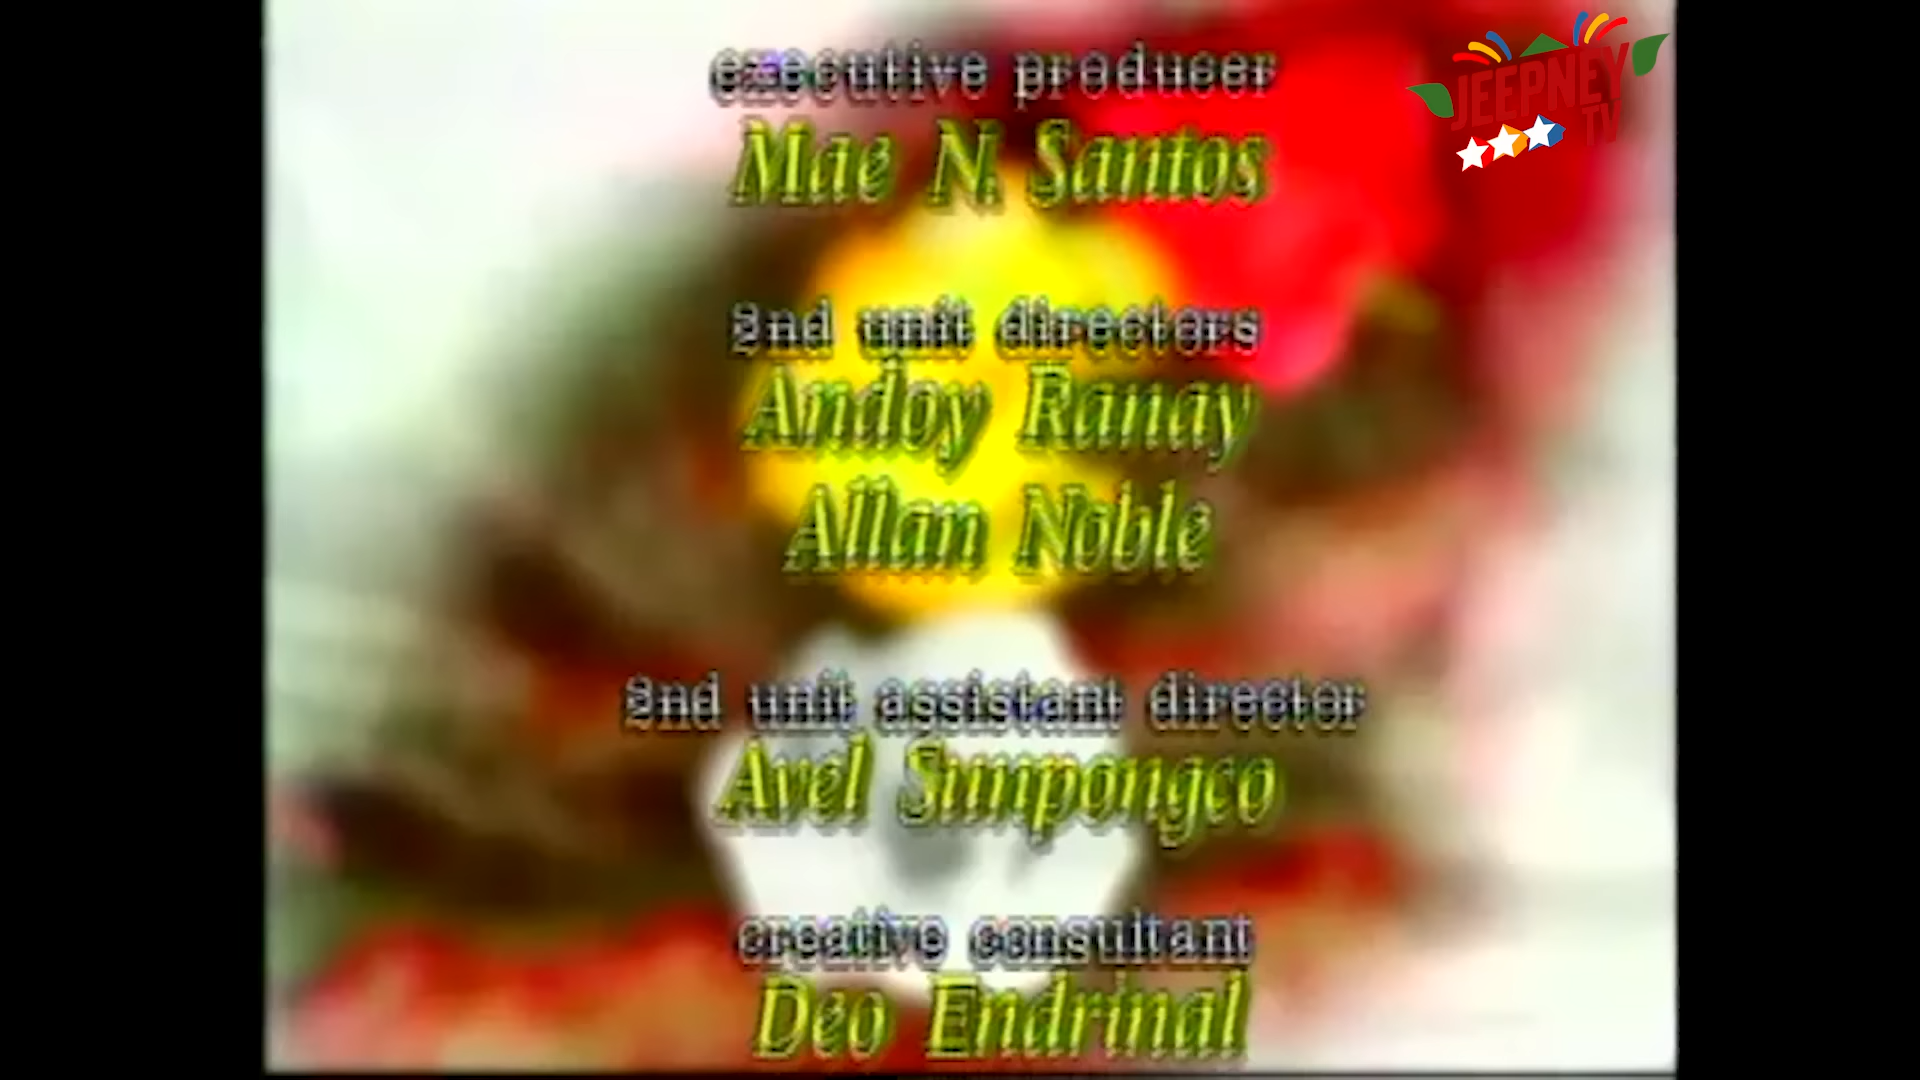 executive producer
Mae N. Santos
2nd unit directors
Andoy Ranay
Allan Noble
2nd unit assistant director
Avel Sunpongco
creative consultant
Deo Endrinal
JEEPNEY
TV